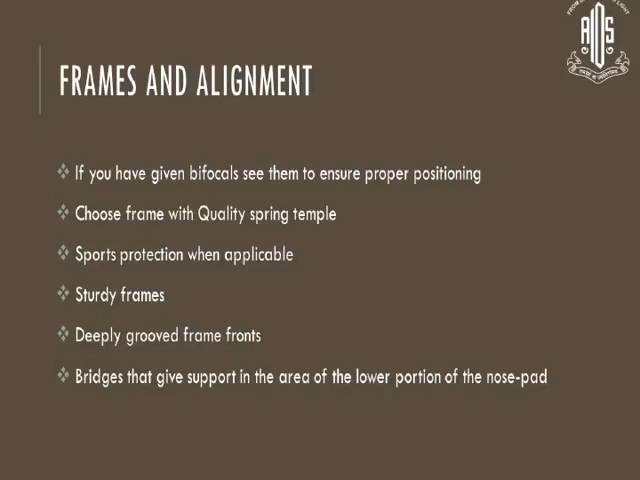 AIOS
FRAMES AND ALIGNMENT
If you have given bifocals see them to ensure proper positioning
Choose frame with Quality spring temple
Sports protection when applicable
Sturdy frames
Deeply grooved frame fronts
Bridges that give support in the area of the lower portion of the nose-pad